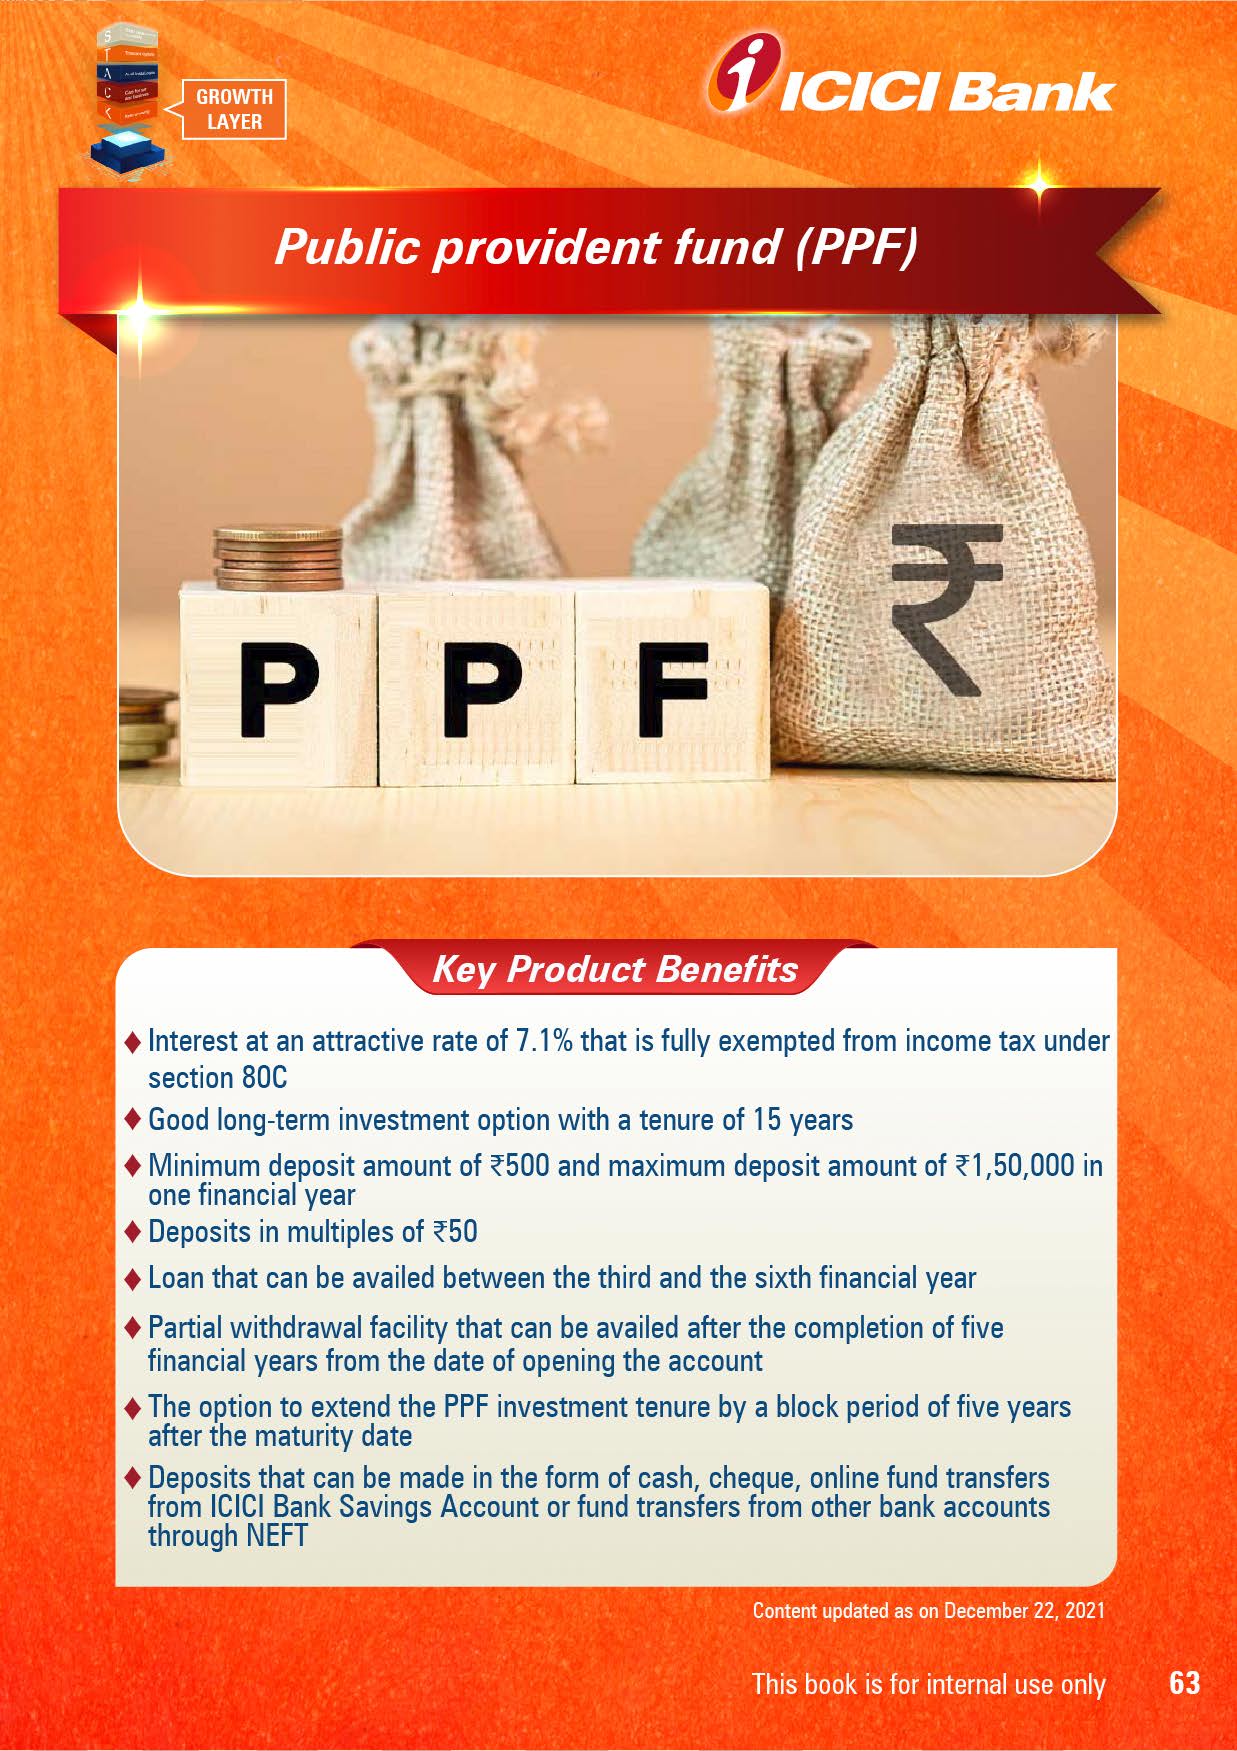 S
T
A
C
K
GROWTH
LAYER
ICICI Bank
Public provident fund (PPF)
₹
P P F
Key Product Benefits
♦ Interest at an attractive rate of 7.1% that is fully exempted from income tax under
section 80C
♦ Good long-term investment option with a tenure of 15 years
♦ Minimum deposit amount of ₹500 and maximum deposit amount of ₹1,50,000 in
one financial year
♦ Deposits in multiples of ₹50
♦ Loan that can be availed between the third and the sixth financial year
♦ Partial withdrawal facility that can be availed after the completion of five
financial years from the date of opening the account
♦ The option to extend the PPF investment tenure by a block period of five years
after the maturity date
♦ Deposits that can be made in the form of cash, cheque, online fund transfers
from ICICI Bank Savings Account or fund transfers from other bank accounts
through NEFT
Content updated as on December 22, 2021
This book is for internal use only 63